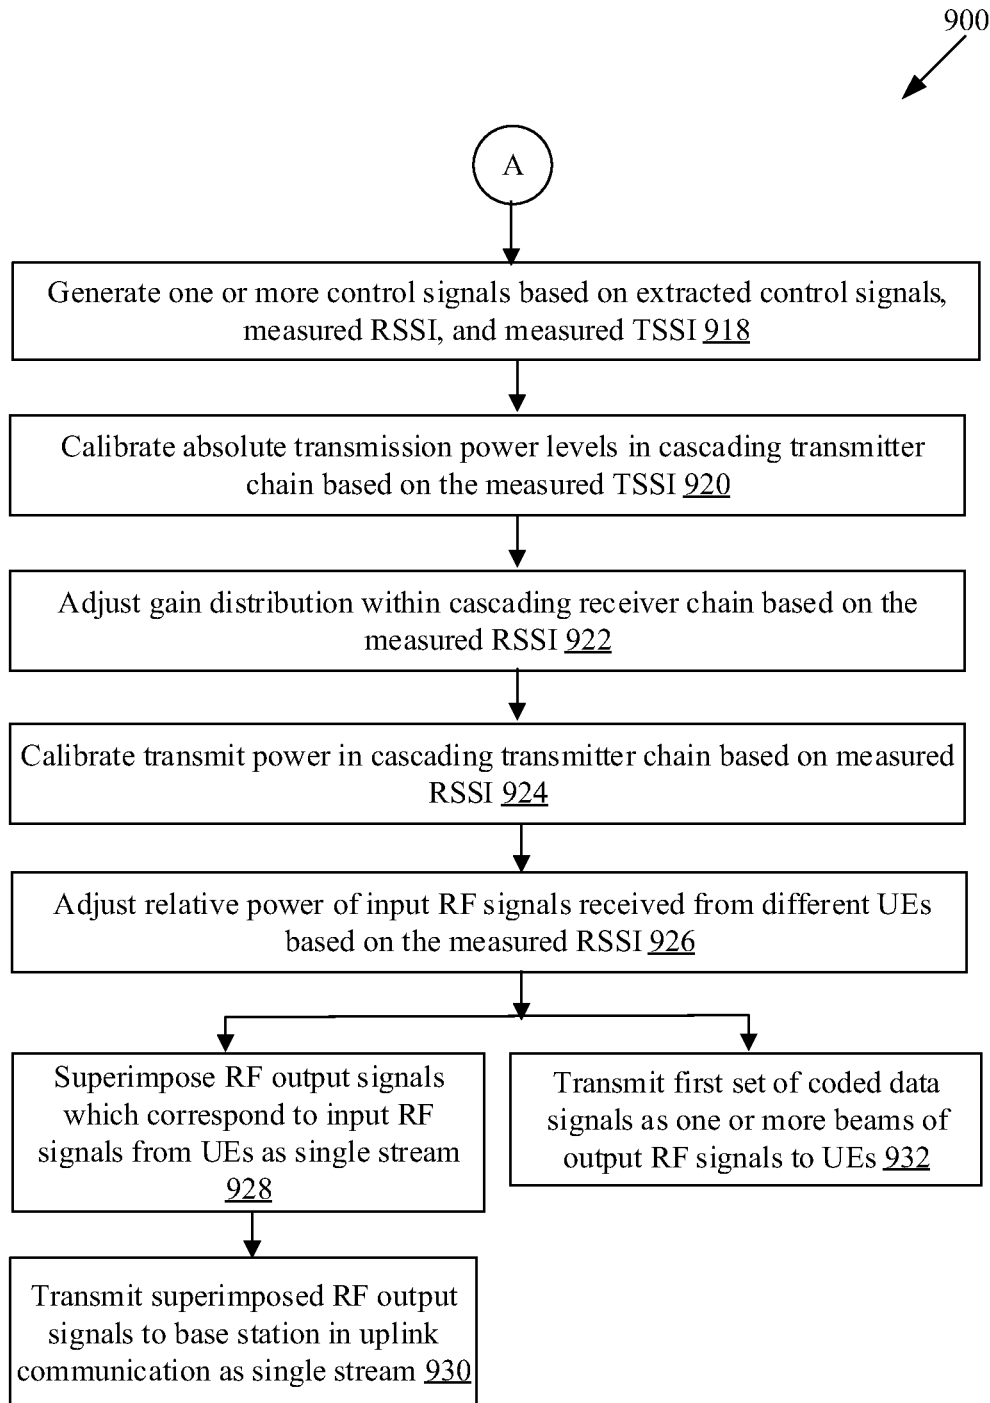 900
A
Generate one or more control signals based on extracted control signals,
measured RSSI, and measured TSSI 918
Calibrate absolute transmission power levels in cascading transmitter
chain based on the measured TSSI 920
Adjust gain distribution within cascading receiver chain based on the
measured RSSI 922
Calibrate transmit power in cascading transmitter chain based on measured
RSSI 924
Adjust relative power of input RF signals received from different UEs
based on the measured RSSI 926
Superimpose RF output signals
which correspond to input RF
signals from UEs as single stream
928
Transmit first set of coded data
signals as one or more beams of
output RF signals to UEs 932
Transmit superimposed RF output
signals to base station in uplink
communication as single stream 930